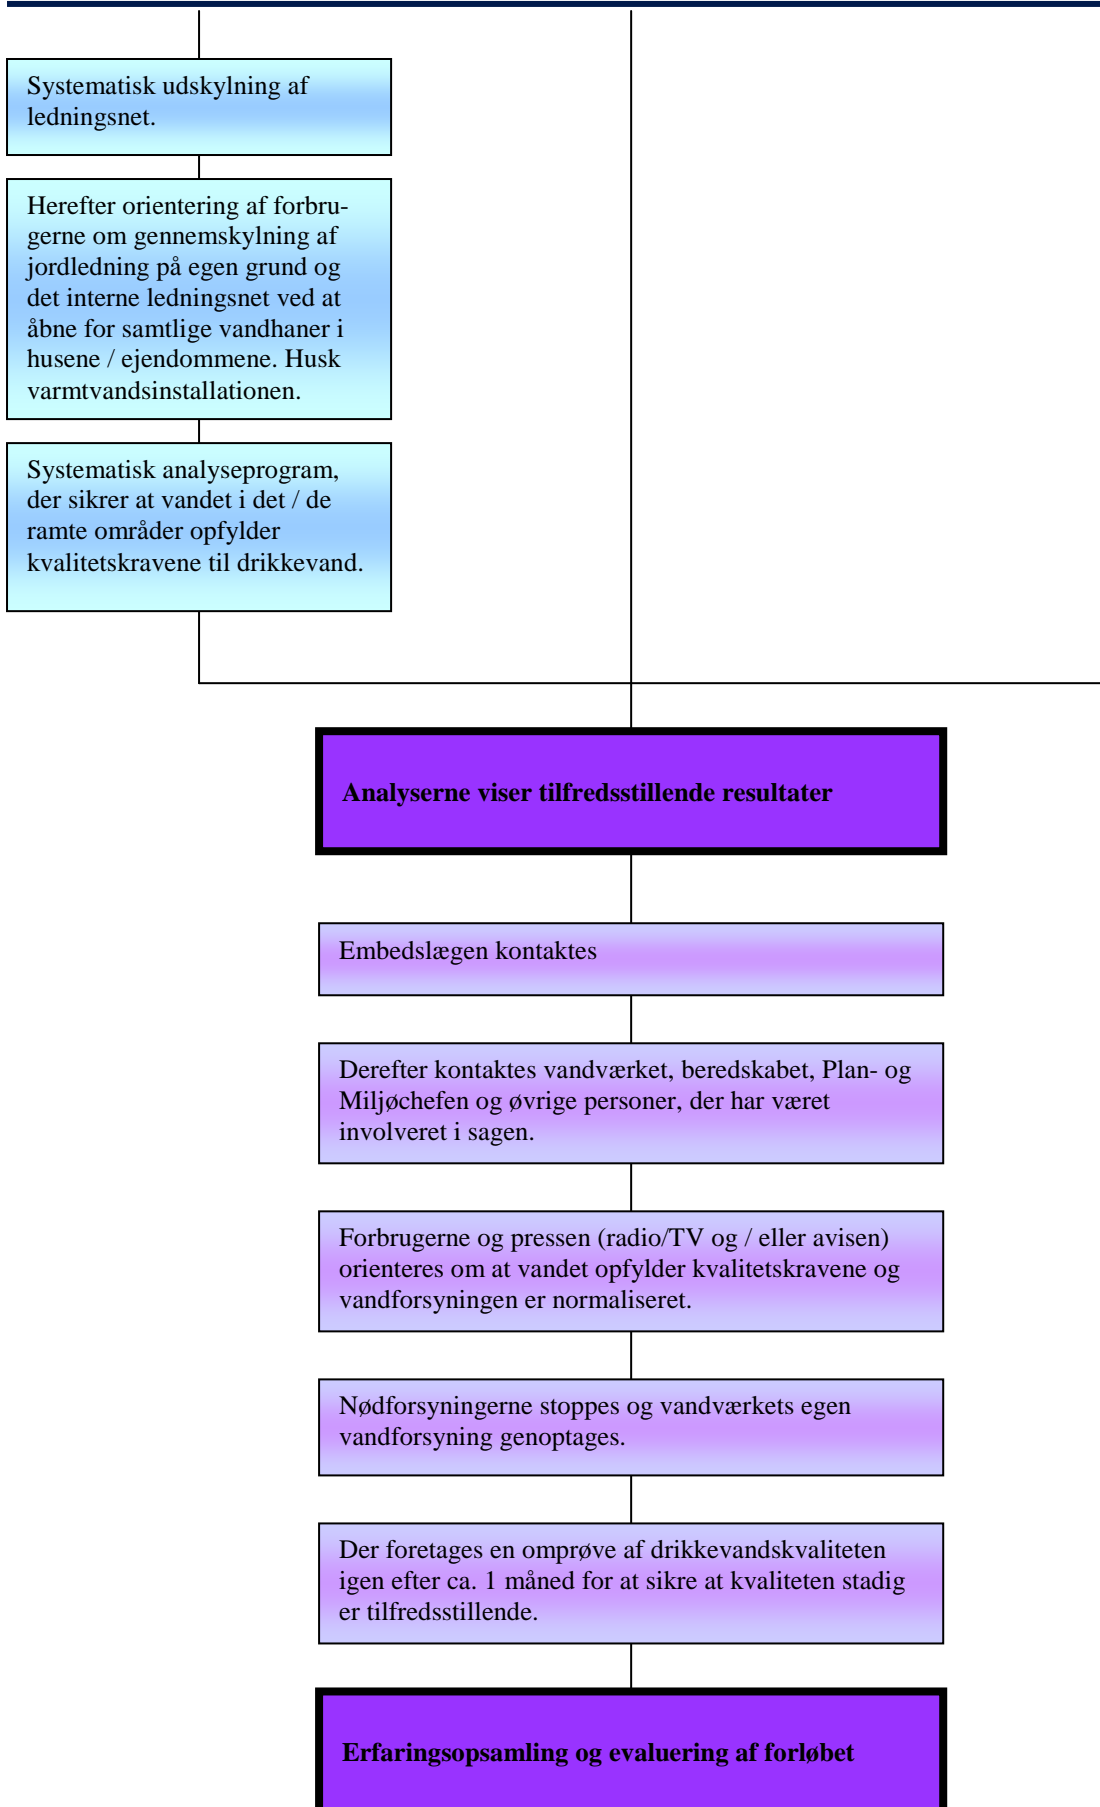 Systematisk udskylning af
ledningsnet.
Herefter orientering af forbru-
gerne om gennemskylning af
jordledning på egen grund og
det interne ledningsnet ved at
åbne for samtlige vandhaner i
husene / ejendommene. Husk
varmtvandsinstallationen.
Systematisk analyseprogram,
der sikrer at vandet i det / de
ramte områder opfylder
kvalitetskravene til drikkevand.
Analyserne viser tilfredsstillende resultater
Embedslægen kontaktes
Derefter kontaktes vandværket, beredskabet, Plan- og
Miljøchefen og øvrige personer, der har været
involveret i sagen.
Forbrugerne og pressen (radio/TV og / eller avisen)
orienteres om at vandet opfylder kvalitetskravene og
vandforsyningen er normaliseret.
Nødforsyningerne stoppes og vandværkets egen
vandforsyning genoptages.
Der foretages en omprøve af drikkevandskvaliteten
igen efter ca. 1 måned for at sikre at kvaliteten stadig
er tilfredsstillende.
Erfaringsopsamling og evaluering af forløbet